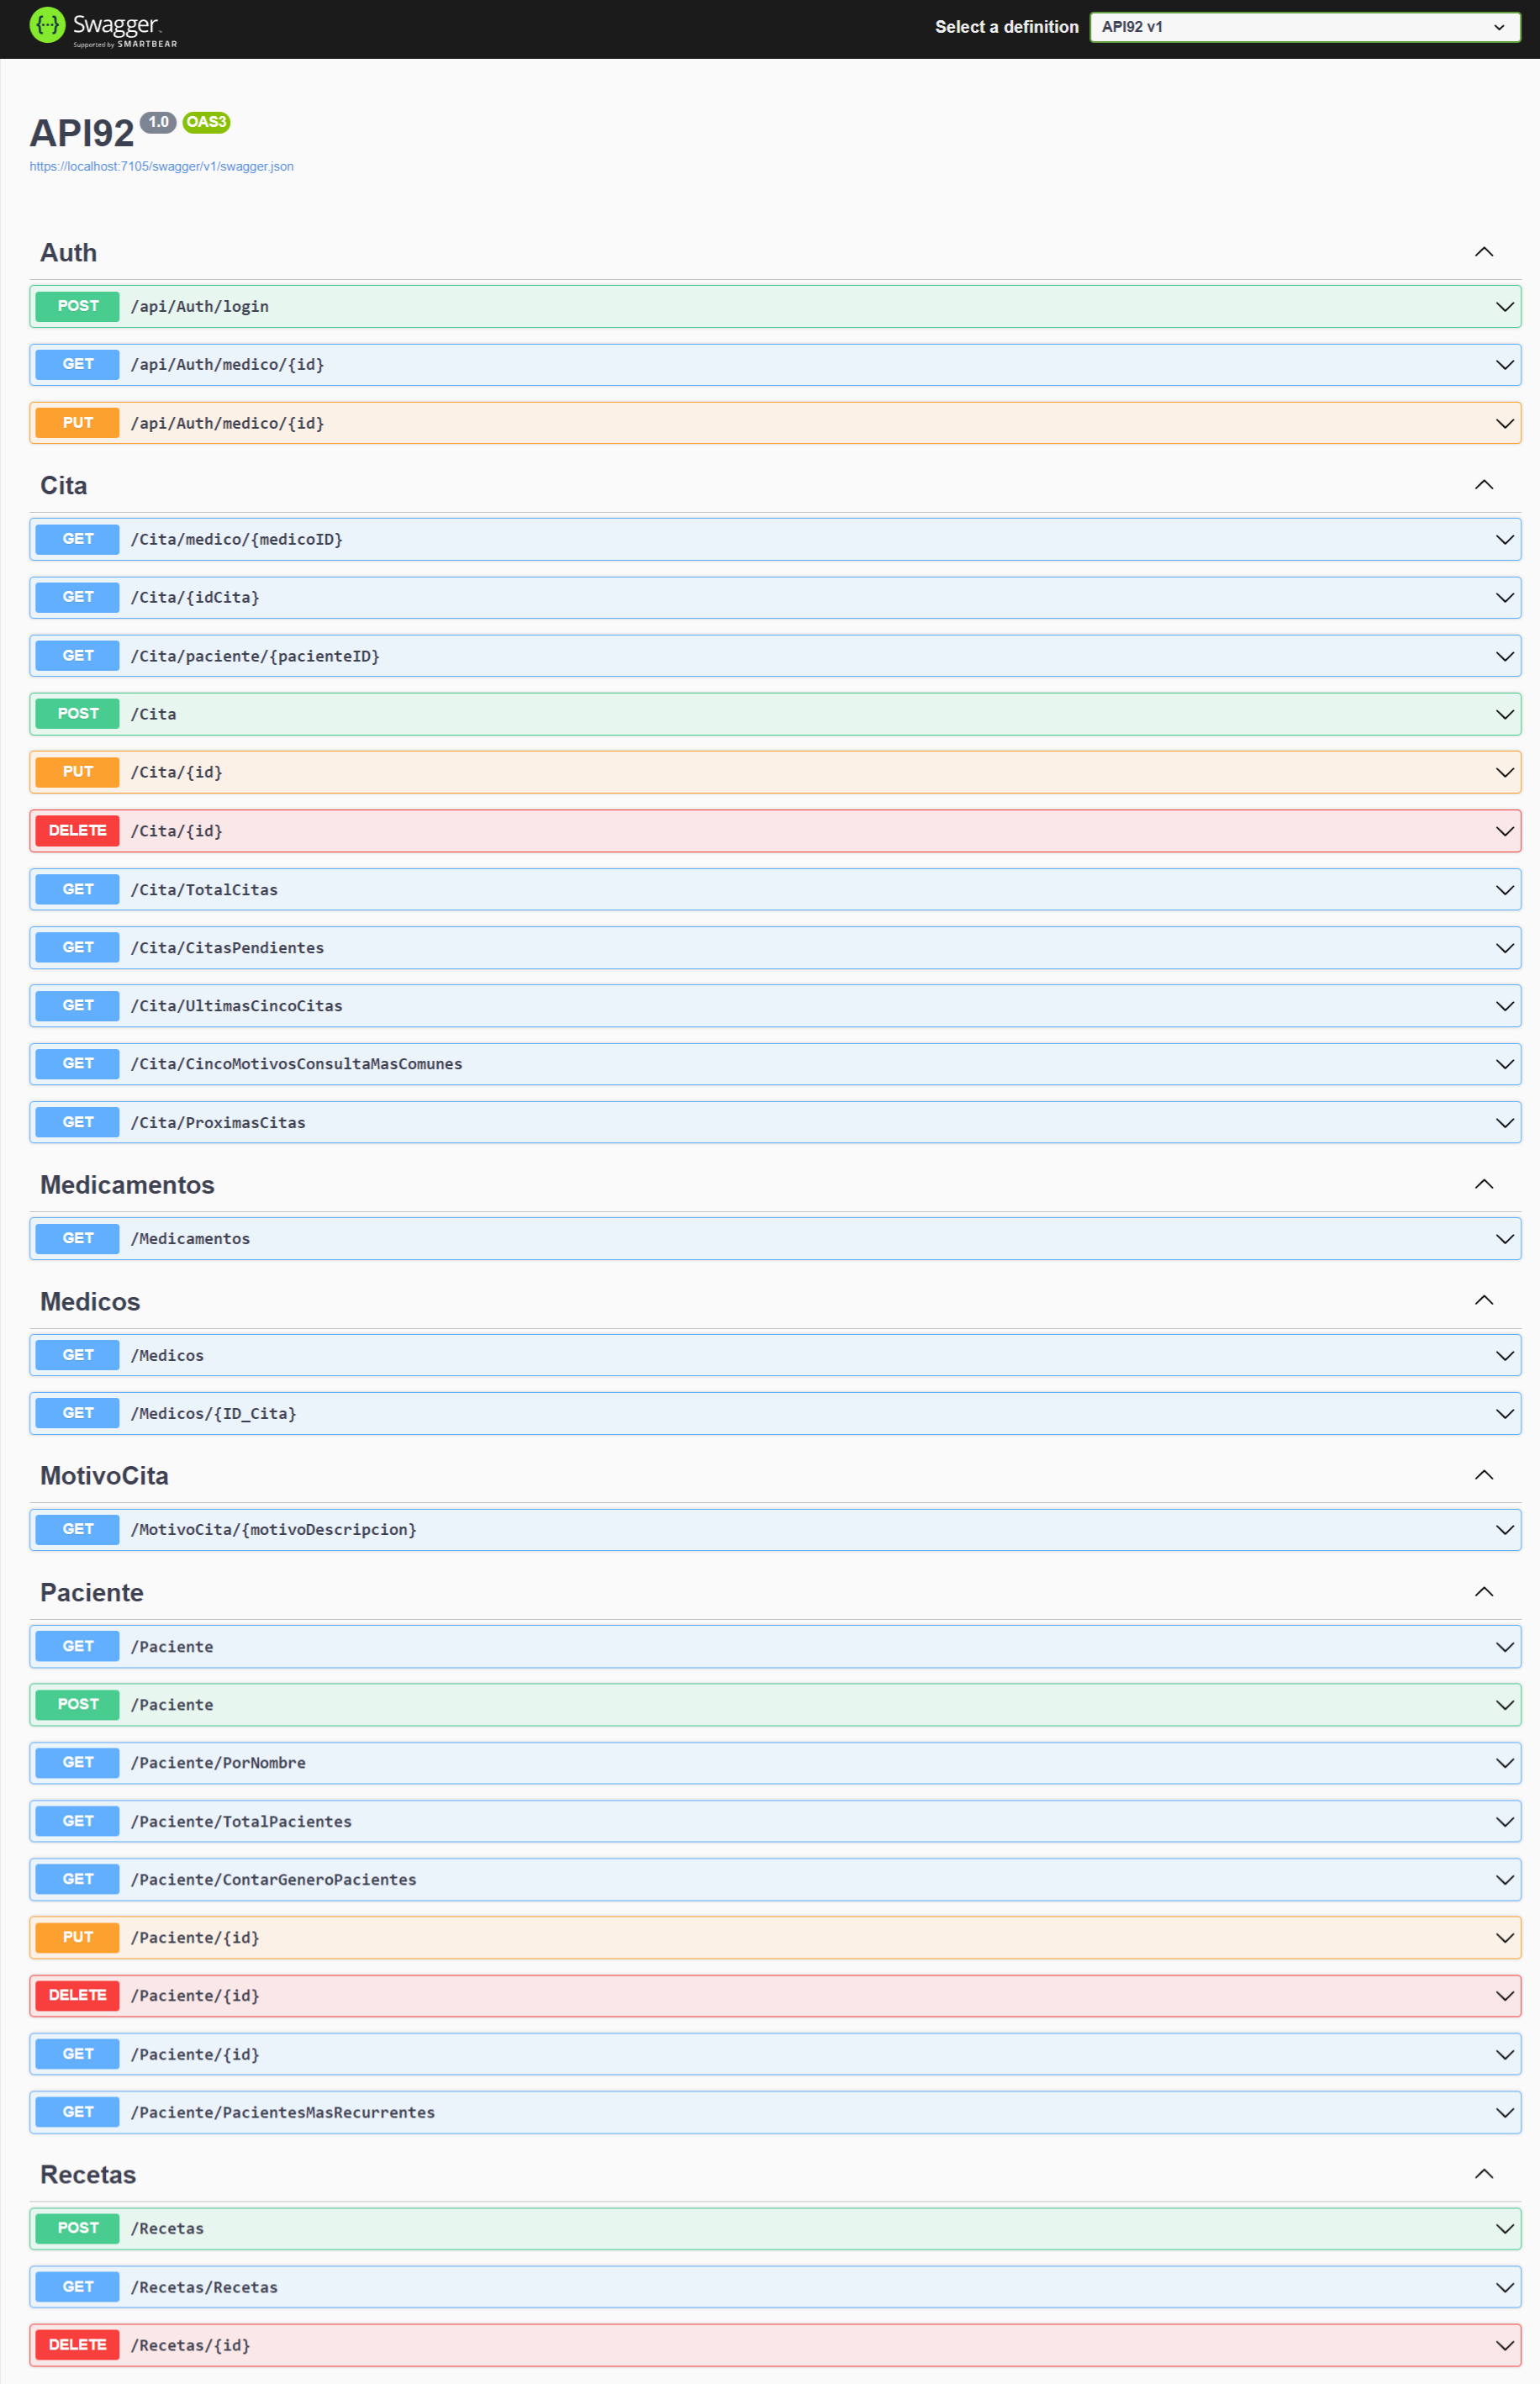 Swagger
Supported by SMARTBEAR
Select a definition
API92 v1
API92 1.0 OAS3
https://localhost:7105/swagger/v1/swagger.json
Auth
POST /api/Auth/login
GET /api/Auth/medico/{id}
PUT /api/Auth/medico/{id}
Cita
GET /Cita/medico/{medicoID}
GET /Cita/{idCita}
GET /Cita/paciente/{pacienteID}
POST /Cita
PUT /Cita/{id}
DELETE /Cita/{id}
GET /Cita/TotalCitas
GET /Cita/CitasPendientes
GET /Cita/UltimasCincoCitas
GET /Cita/CincoMotivosConsultaMasComunes
GET /Cita/ProximasCitas
Medicamentos
GET /Medicamentos
Medicos
GET /Medicos
GET /Medicos/{ID_Cita}
MotivoCita
GET /MotivoCita/{motivoDescripcion}
Paciente
GET /Paciente
POST /Paciente
GET /Paciente/PorNombre
GET /Paciente/TotalPacientes
GET /Paciente/ContarGeneroPacientes
PUT /Paciente/{id}
DELETE /Paciente/{id}
GET /Paciente/{id}
GET /Paciente/PacientesMasRecurrentes
Recetas
POST /Recetas
GET /Recetas/Recetas
DELETE /Recetas/{id}